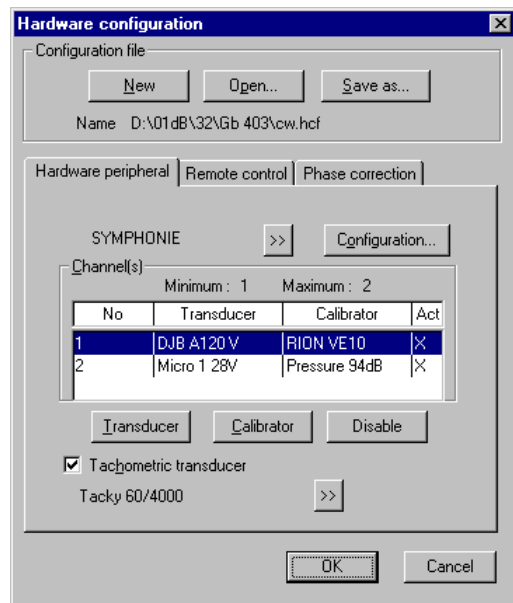 Hardware configuration
Configuration file
New Open... Save as...
Name D:\01dB\32\Gb 403\cw.hcf
Hardware peripheral Remote control Phase correction
SYMPHONIE >> Configuration...
Channel(s)
Minimum : 1 Maximum : 2
No Transducer Calibrator Act
1 DJB A120 V RION VE10 X
2 Micro 1 28V Pressure 94dB X
Transducer Calibrator Disable
Tachometric transducer
Tacky 60/4000 >>
OK Cancel